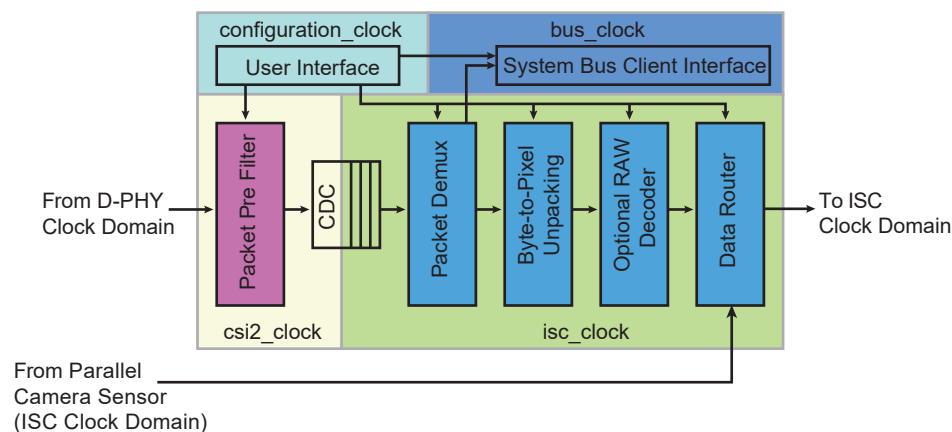 configuration_clock
bus_clock
User Interface
System Bus Client Interface
From D-PHY
Clock Domain
Packet Pre Filter
CDC
Packet Demux
Byte-to-Pixel
Unpacking
Optional RAW
Decoder
Data Router
To ISC
Clock Domain
csi2_clock
isc_clock
From Parallel
Camera Sensor
(ISC Clock Domain)